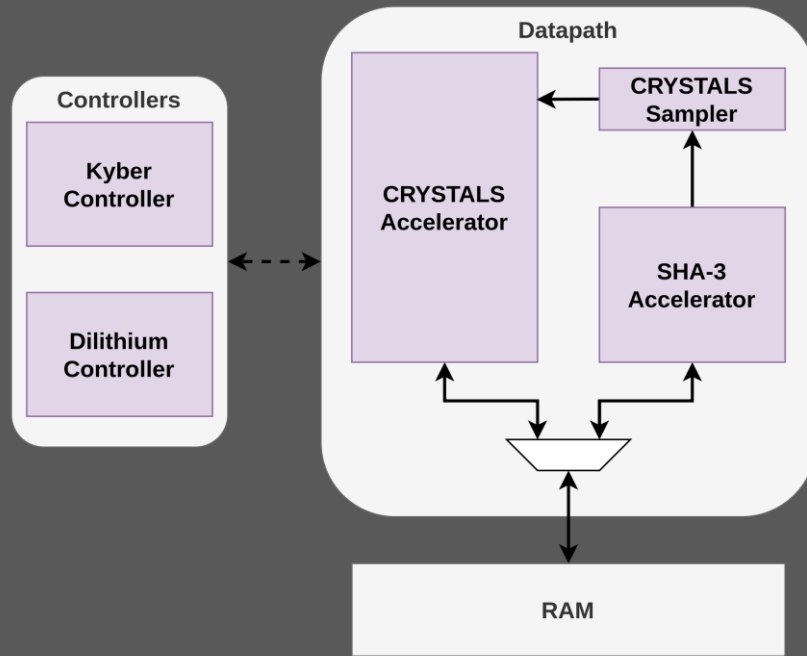 Controllers
Kyber
Controller
Dilithium
Controller
Datapath
CRYSTALS
Accelerator
CRYSTALS
Sampler
SHA-3
Accelerator
RAM